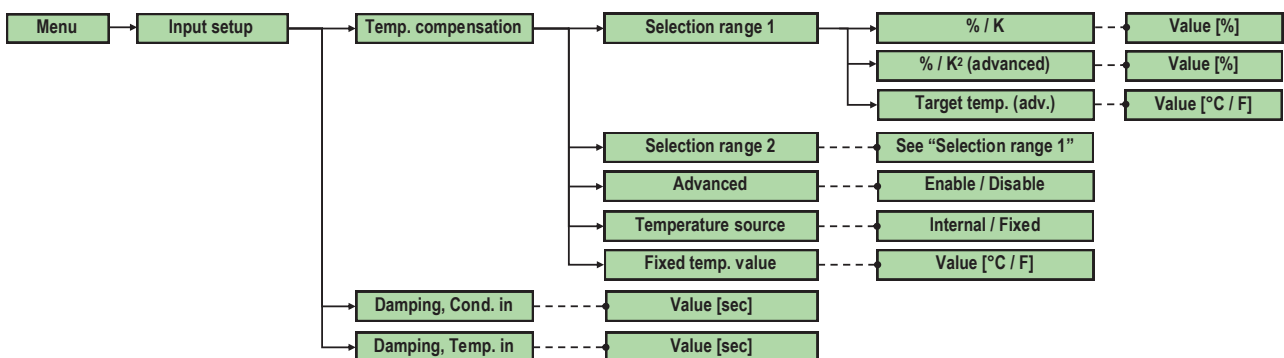 Menu
Input setup
Temp. compensation
Selection range 1
% / K
Value [%]
% / K² (advanced)
Value [%]
Target temp. (adv.)
Value [°C / F]
Selection range 2
See “Selection range 1”
Advanced
Enable / Disable
Temperature source
Internal / Fixed
Fixed temp. value
Value [°C / F]
Damping, Cond. in
Value [sec]
Damping, Temp. in
Value [sec]